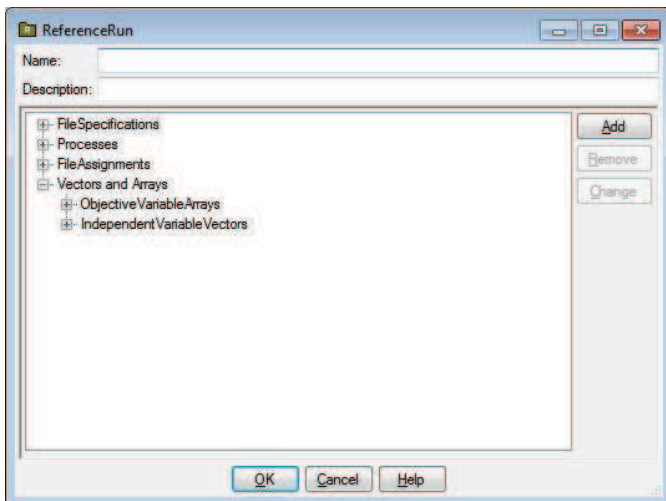 ReferenceRun
Name:
Description:
FileSpecifications
Processes
FileAssignments
Vectors and Arrays
ObjectiveVariableArrays
IndependentVariableVectors
Add
Remove
Change
OK Cancel Help